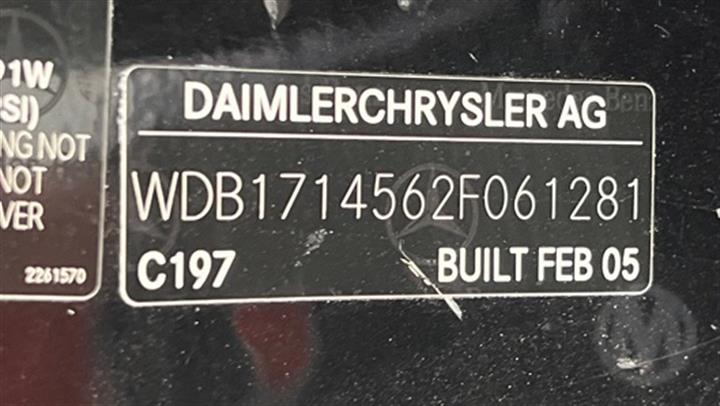 91W
PSI)
NG NOT
NOT
VER
2261570
DAIMLERCHRYSLER AG
WDB1714562F061281
C197 BUILT FEB 05